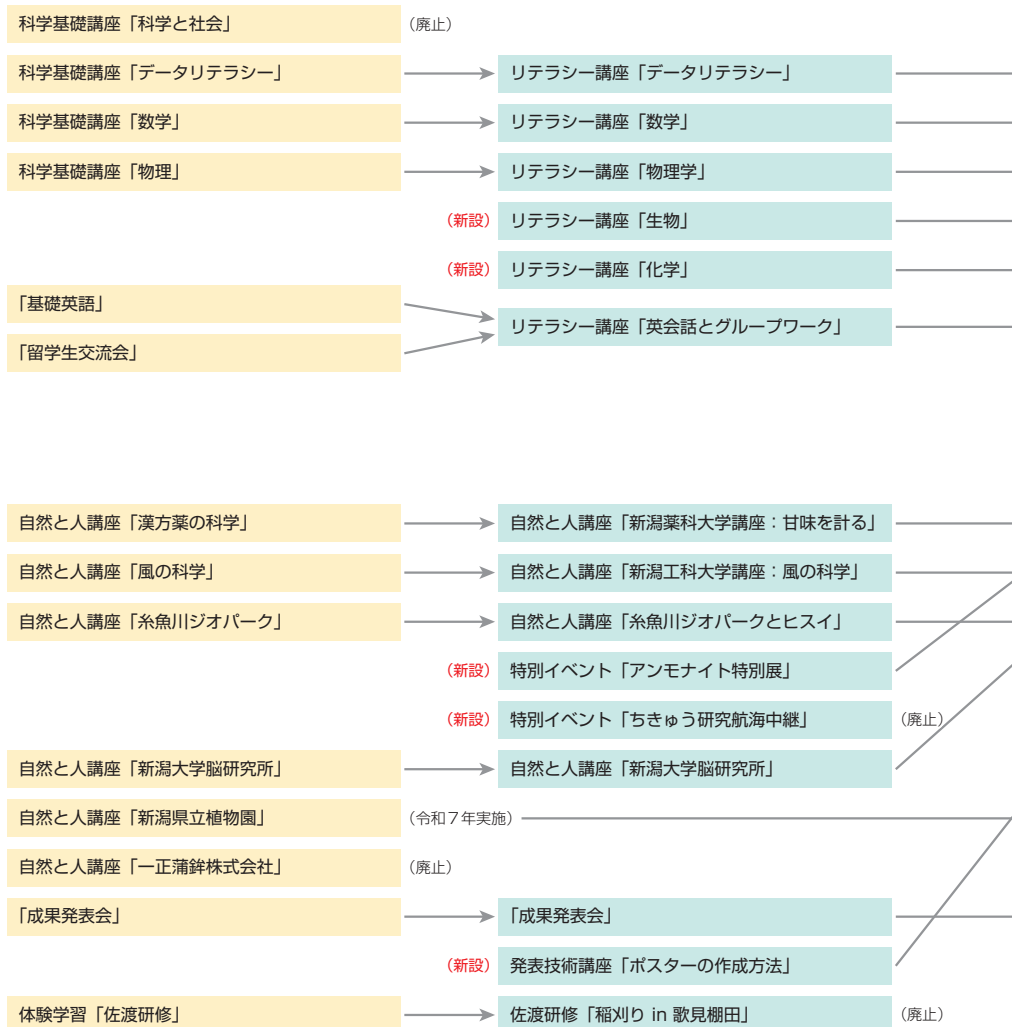 科学基礎講座「科学と社会」 (廃止)
科学基礎講座「データリテラシー」 リテラシー講座「データリテラシー」
科学基礎講座「数学」 リテラシー講座「数学」
科学基礎講座「物理」 リテラシー講座「物理学」
(新設) リテラシー講座「生物」
(新設) リテラシー講座「化学」
「基礎英語」
リテラシー講座「英会話とグループワーク」
「留学生交流会」
自然と人講座「漢方薬の科学」 自然と人講座「新潟薬科大学講座：甘味を計る」
自然と人講座「風の科学」 自然と人講座「新潟工科大学講座：風の科学」
自然と人講座「糸魚川ジオパーク」 自然と人講座「糸魚川ジオパークとヒスイ」
(新設) 特別イベント「アンモナイト特別展」
(新設) 特別イベント「ちきゅう研究航海中継」 (廃止)
自然と人講座「新潟大学脳研究所」 自然と人講座「新潟大学脳研究所」
自然と人講座「新潟県立植物園」 (令和７年実施)
自然と人講座「一正蒲鉾株式会社」 (廃止)
「成果発表会」 「成果発表会」
(新設) 発表技術講座「ポスターの作成方法」
体験学習「佐渡研修」 佐渡研修「稲刈り in 歌見棚田」 (廃止)